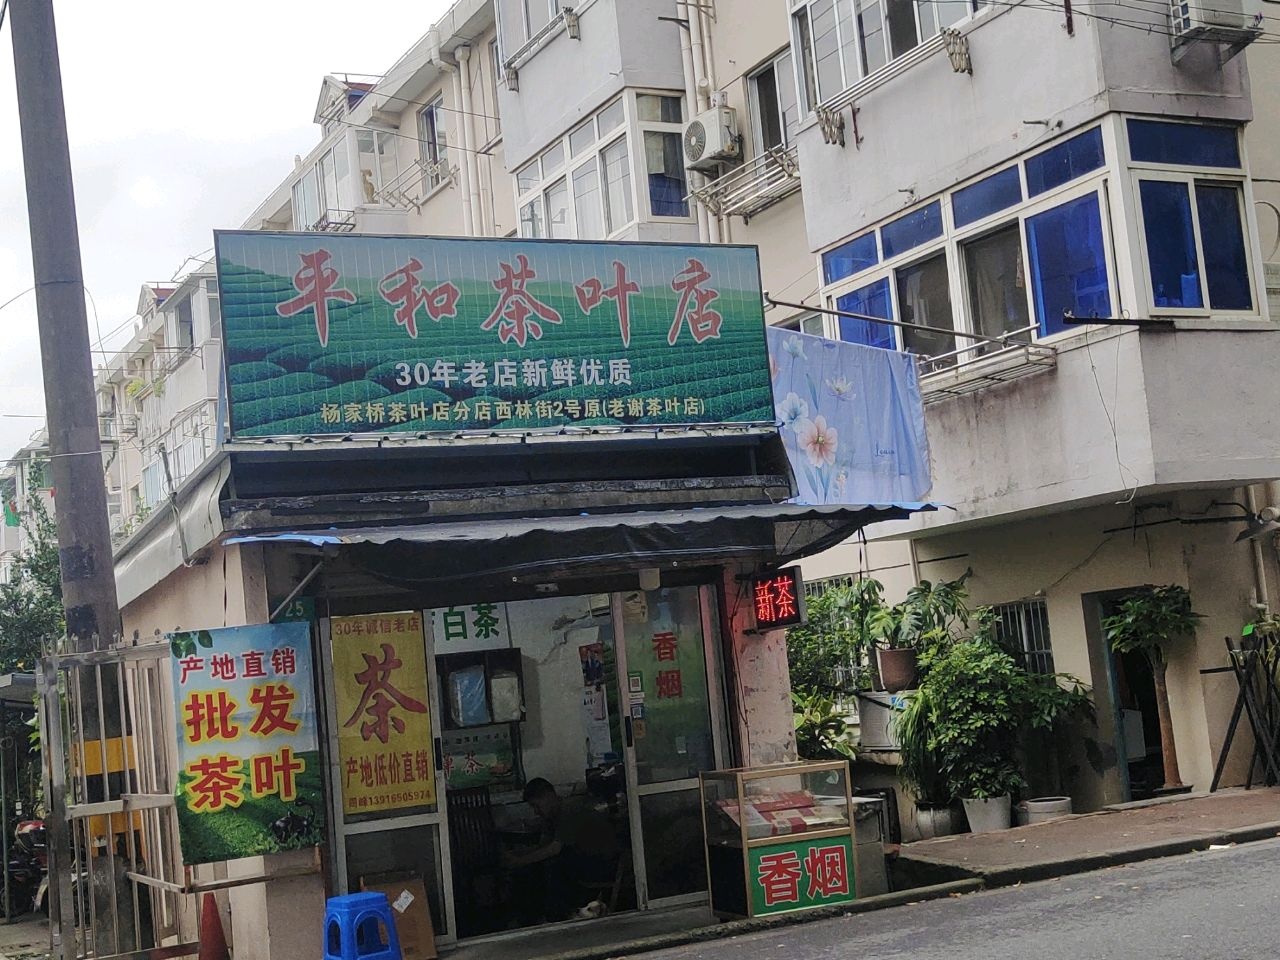 平和茶叶店
30年老店新鲜优质
杨家桥茶叶店分店西林街2号原(老谢茶叶店)
新茶
25
产地直销
批发
茶叶
30年诚信老店
茶
产地低价直销
13916505974
白茶
香烟
香烟